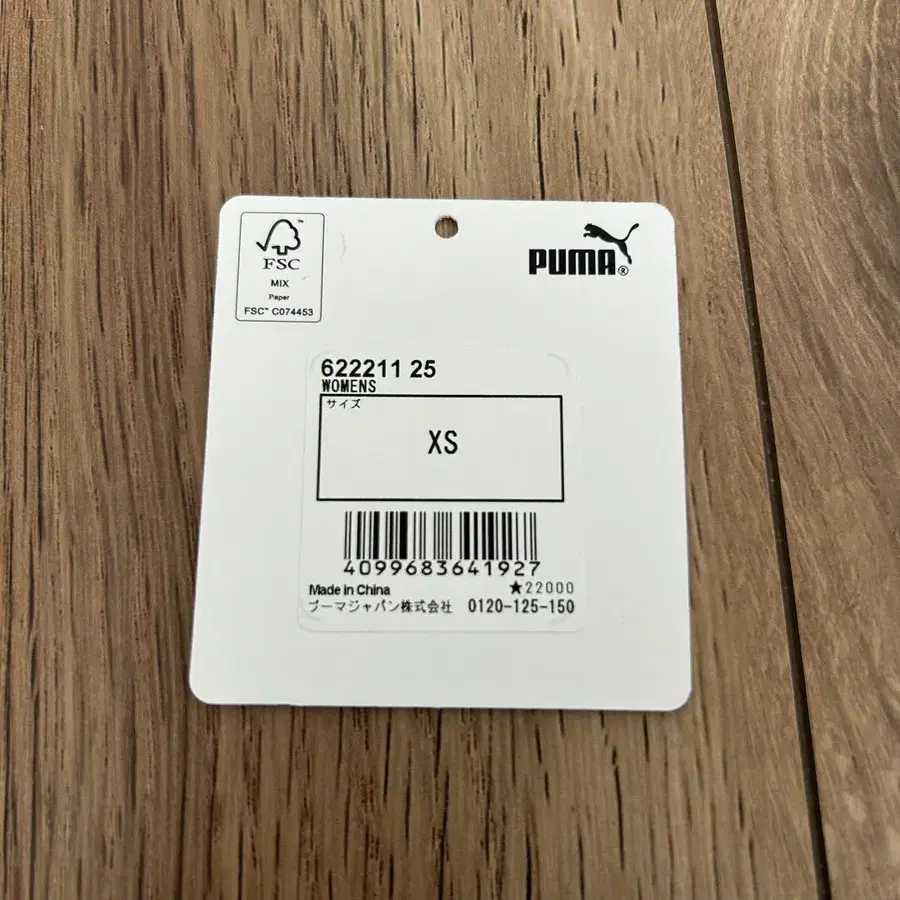 FSC™
MIX
Paper
FSC™ C074453
PUMA®
622211 25
WOMENS
サイズ
XS
4099683641927
Made in China ★22000
プーマジャパン株式会社 0120-125-150